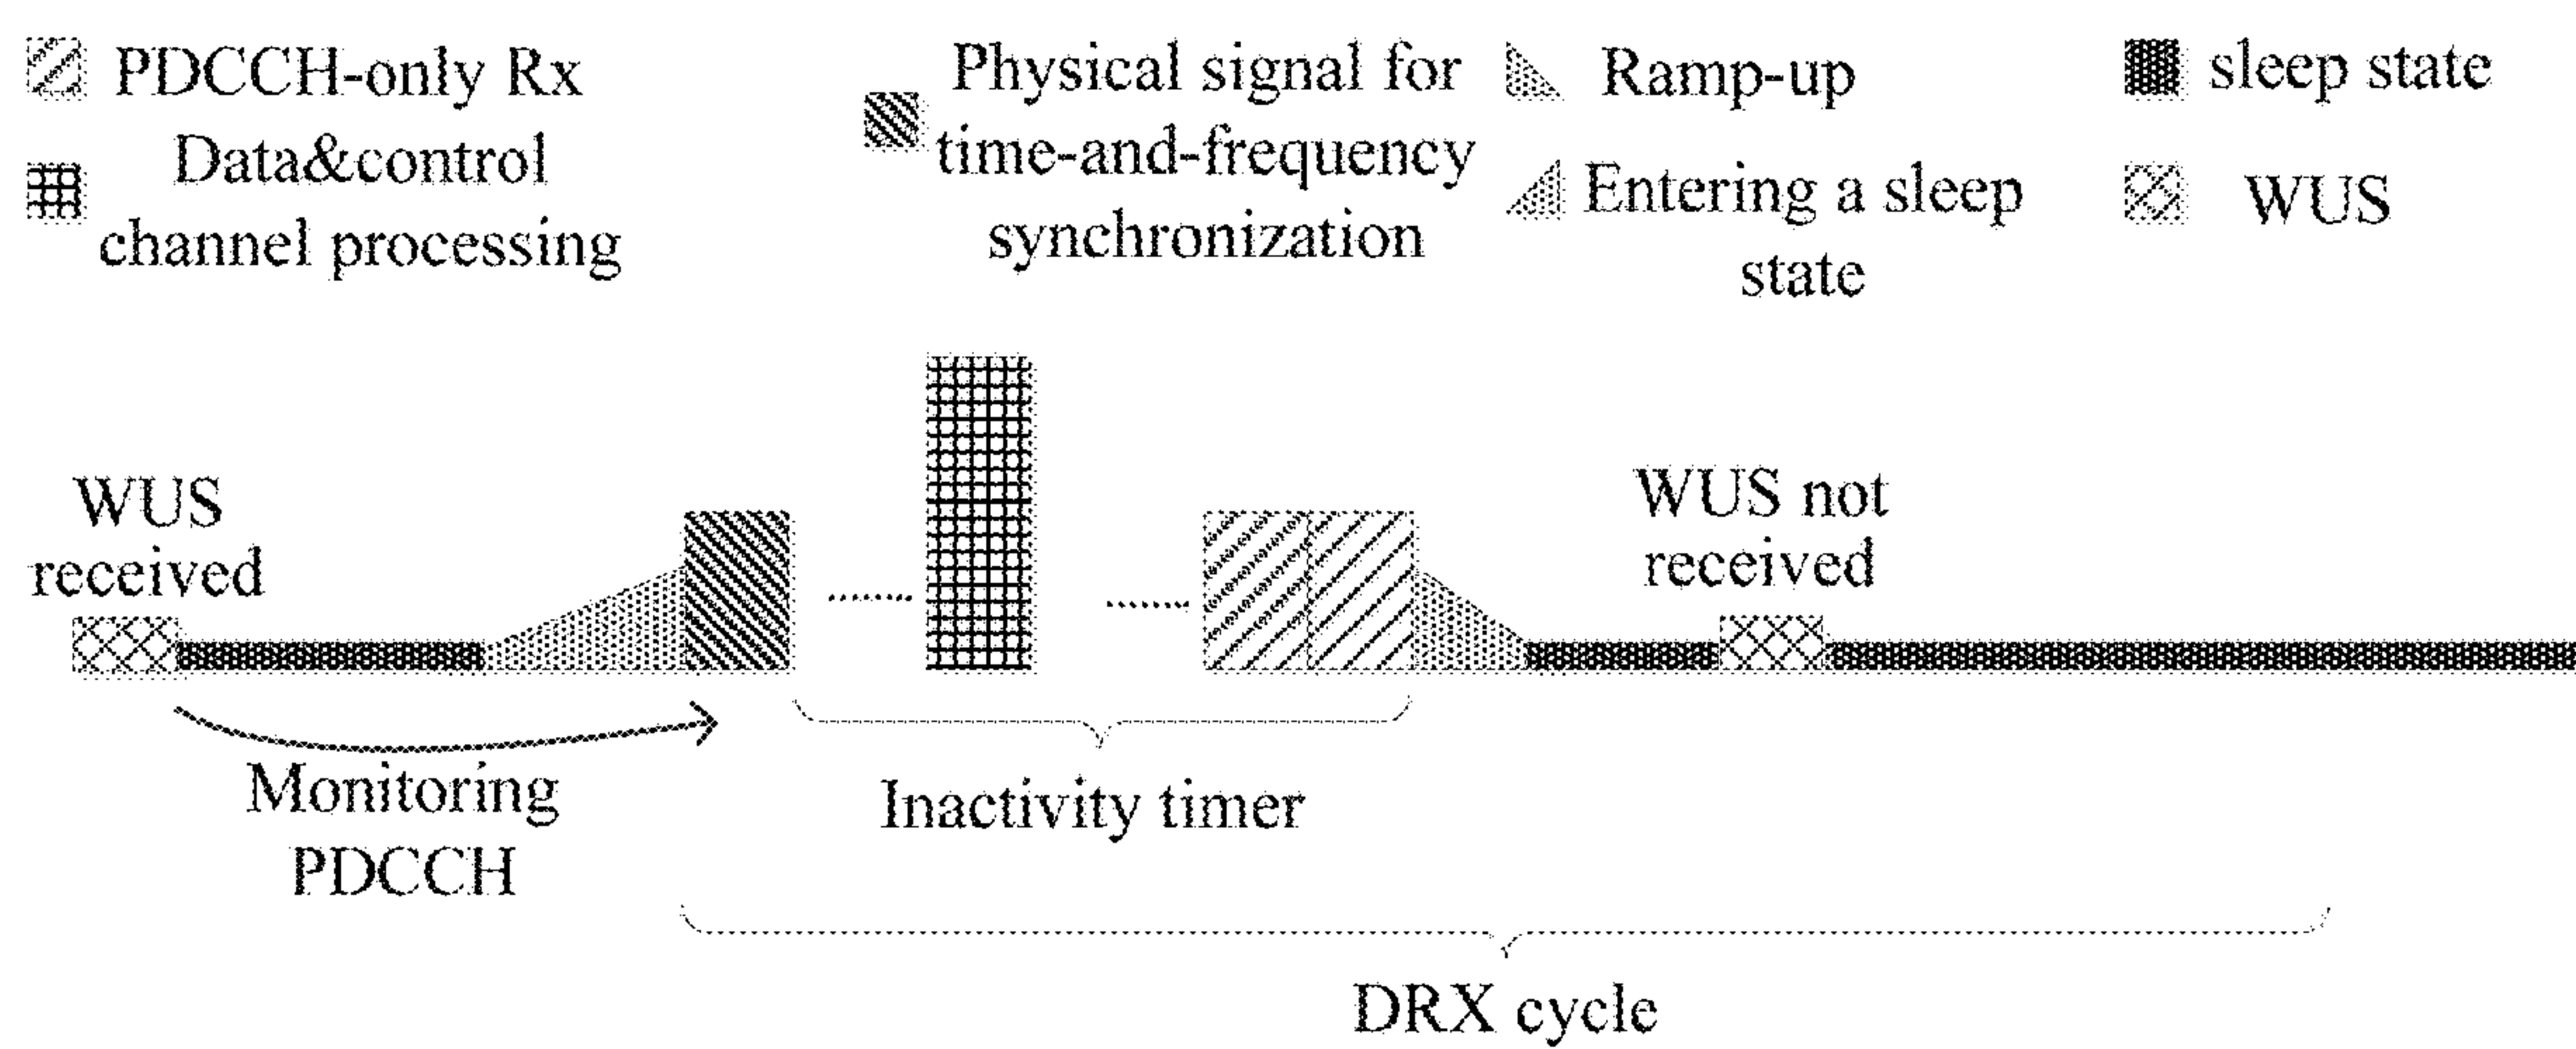 PDCCH-only Rx
Data&control
channel processing
Physical signal for
time-and-frequency
synchronization
Ramp-up
Entering a sleep
state
sleep state
WUS
WUS
received
WUS not
received
Monitoring
PDCCH
Inactivity timer
DRX cycle